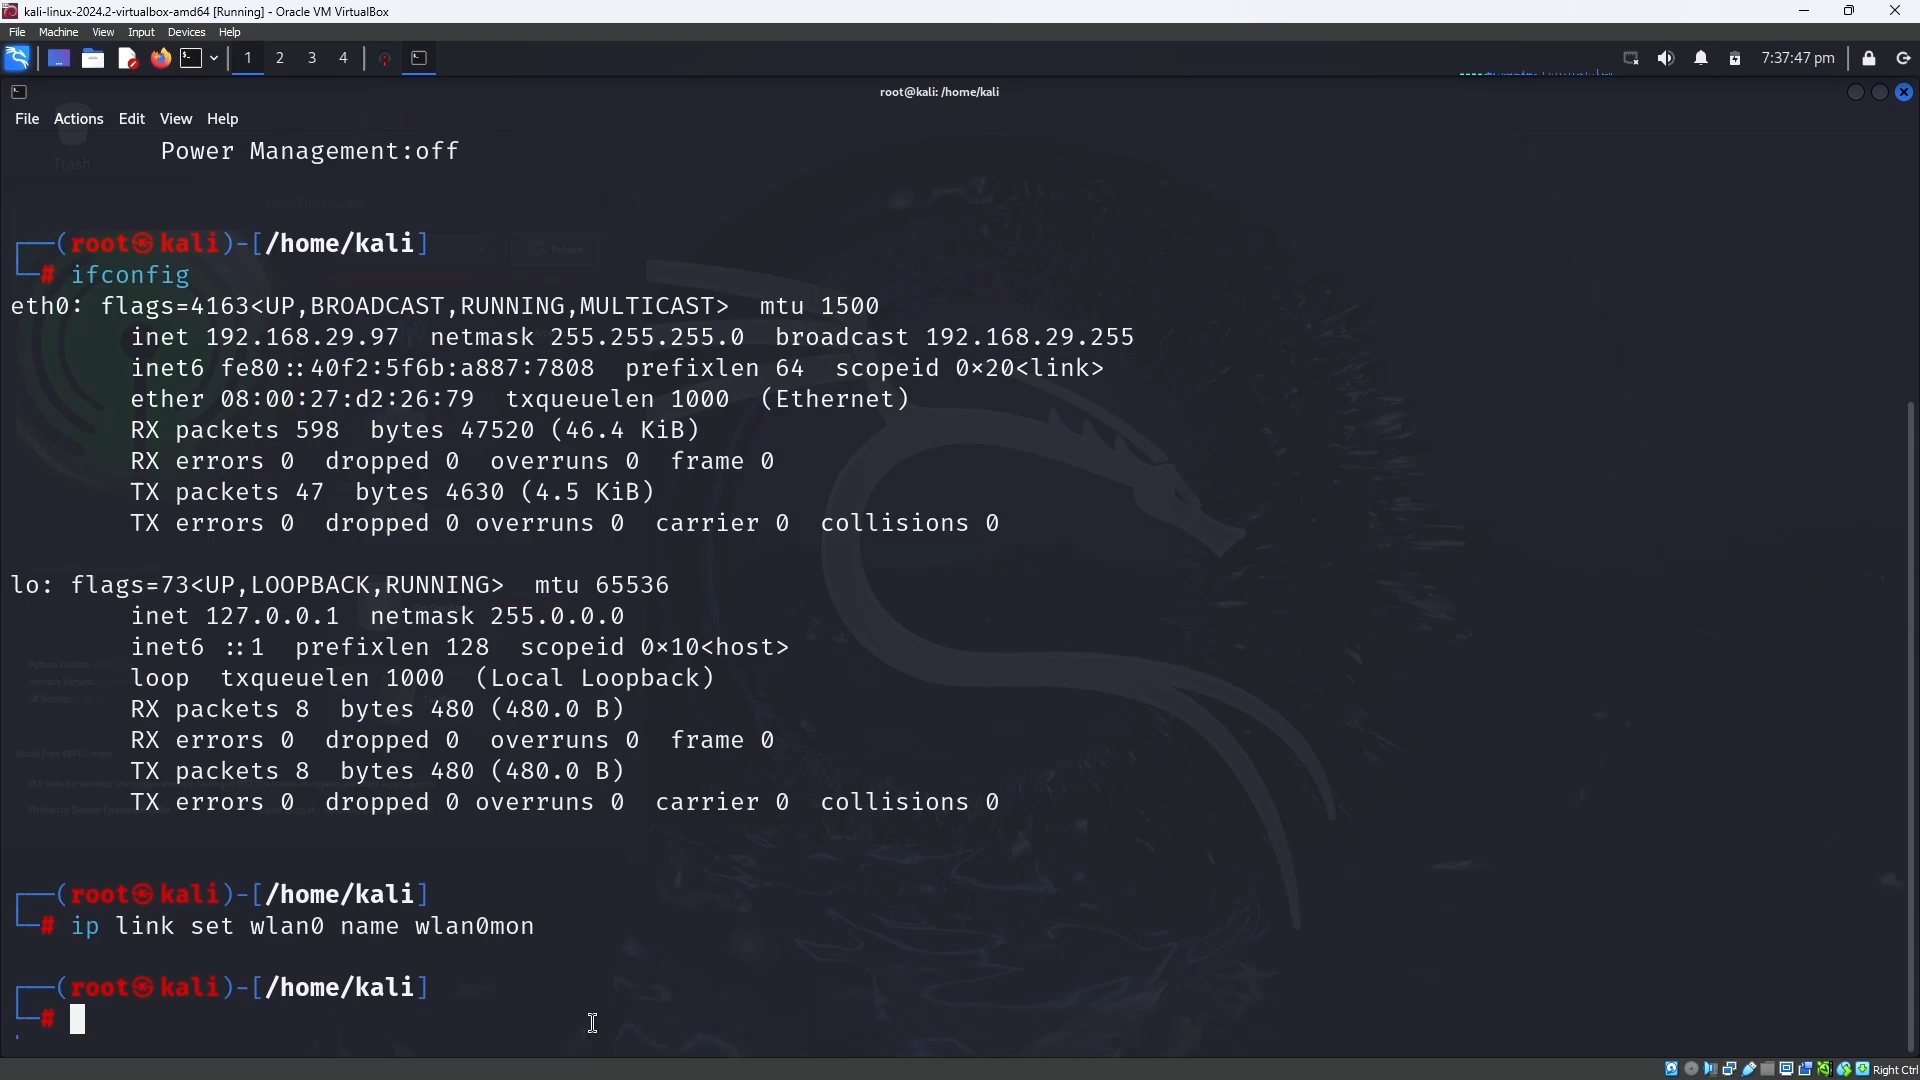 kali-linux-2024.2-virtualbox-amd64 [Running] - Oracle VM VirtualBox
File Machine View Input Devices Help
1 2 3 4 7:37:47 pm
root@kali: /home/kali
File Actions Edit View Help
Trash
Power Management:off
┌──(root㉿kali)-[/home/kali]
└─# ifconfig
eth0: flags=4163<UP,BROADCAST,RUNNING,MULTICAST> mtu 1500
inet 192.168.29.97 netmask 255.255.255.0 broadcast 192.168.29.255
inet6 fe80::40f2:5f6b:a887:7808 prefixlen 64 scopeid 0×20<link>
ether 08:00:27:d2:26:79 txqueuelen 1000 (Ethernet)
RX packets 598 bytes 47520 (46.4 KiB)
RX errors 0 dropped 0 overruns 0 frame 0
TX packets 47 bytes 4630 (4.5 KiB)
TX errors 0 dropped 0 overruns 0 carrier 0 collisions 0
lo: flags=73<UP,LOOPBACK,RUNNING> mtu 65536
inet 127.0.0.1 netmask 255.0.0.0
inet6 ::1 prefixlen 128 scopeid 0×10<host>
loop txqueuelen 1000 (Local Loopback)
RX packets 8 bytes 480 (480.0 B)
RX errors 0 dropped 0 overruns 0 frame 0
TX packets 8 bytes 480 (480.0 B)
TX errors 0 dropped 0 overruns 0 carrier 0 collisions 0
┌──(root㉿kali)-[/home/kali]
└─# ip link set wlan0 name wlan0mon
┌──(root㉿kali)-[/home/kali]
└─#
Right Ctrl